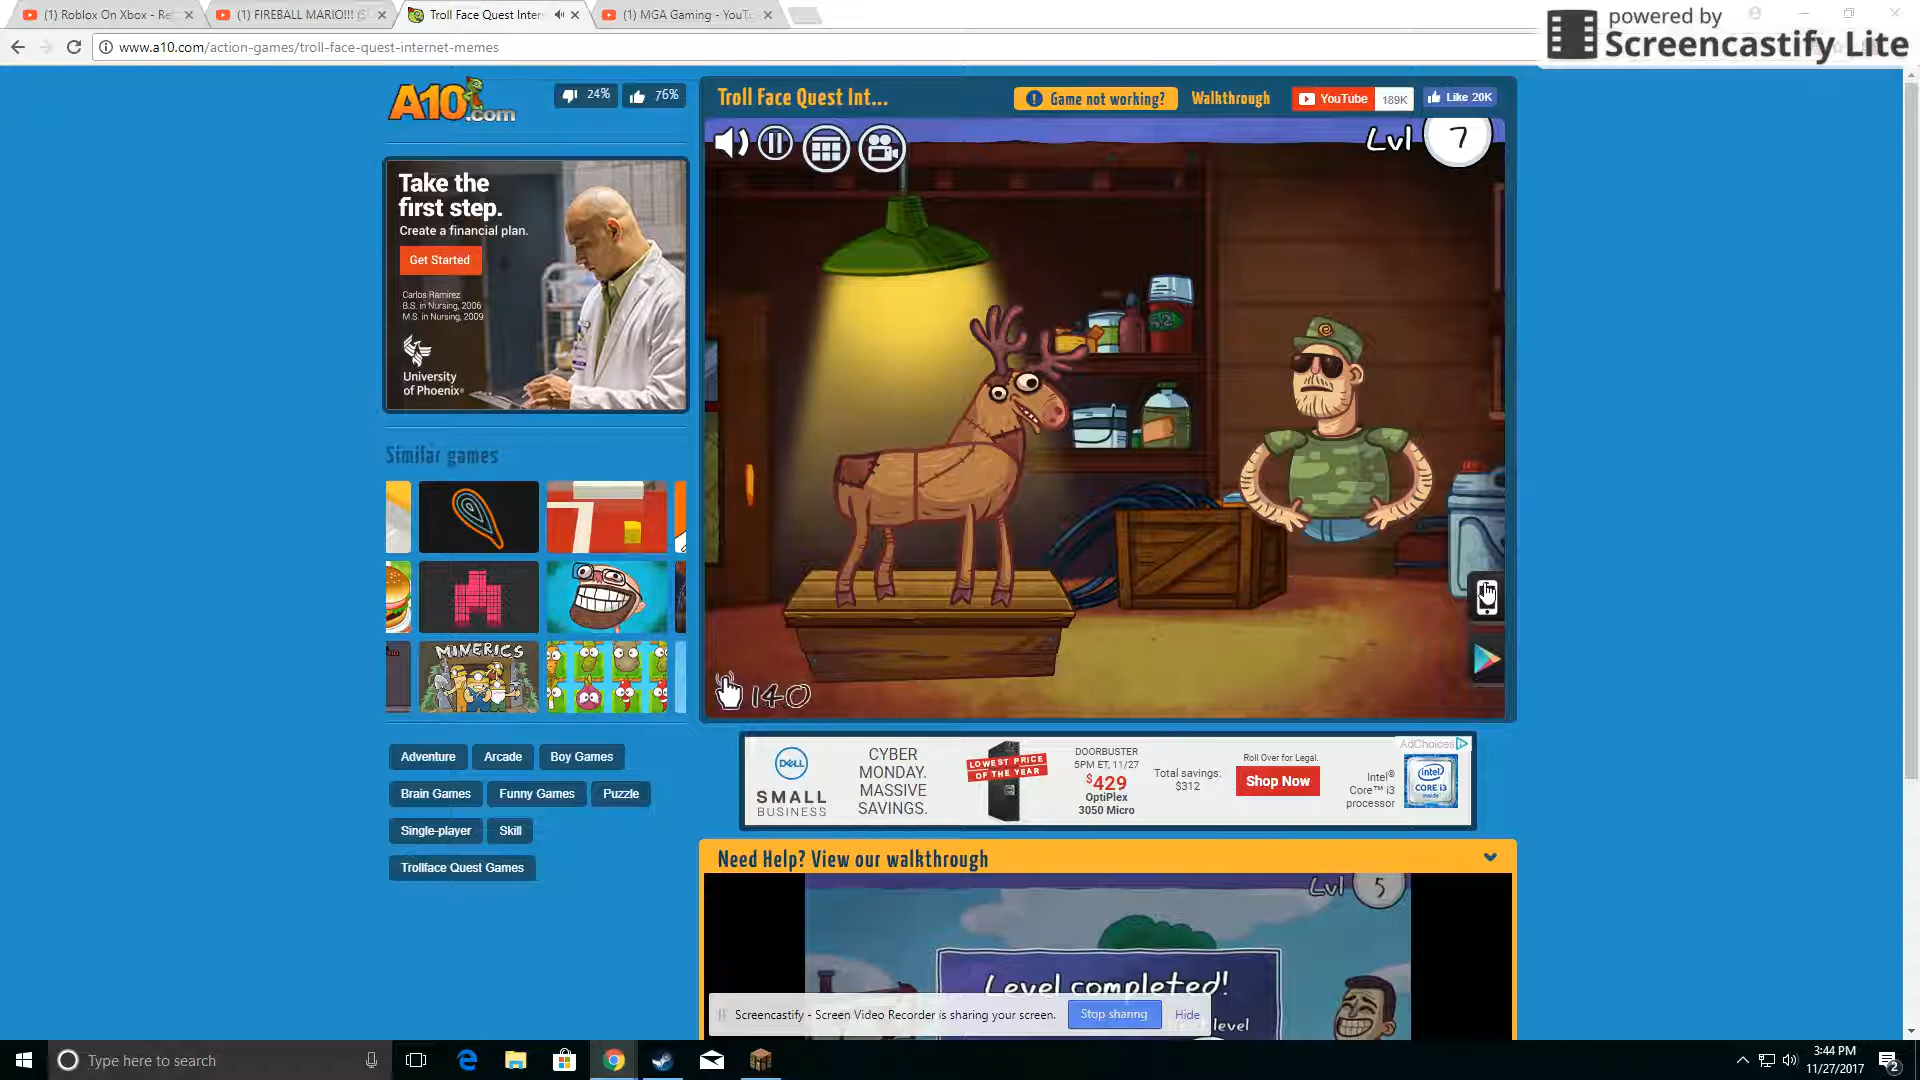 (1) Roblox On Xbox - Re
(1) FIREBALL MARIO!!! (S
Troll Face Quest Inter
(1) MGA Gaming - YouTu
powered by
Screencastify Lite
www.a10.com/action-games/troll-face-quest-internet-memes
A10.com
24%
76%
Troll Face Quest Int...
Game not working?
Walkthrough
YouTube
189K
Like 20K
Lvl 7
Take the
first step.
Create a financial plan.
Get Started
Carlos Ramirez
B.S. in Nursing, 2006
M.S. in Nursing, 2009
University
of Phoenix
Similar games
MINERICS
140
Adventure
Arcade
Boy Games
Brain Games
Funny Games
Puzzle
Single-player
Skill
Trollface Quest Games
DELL
SMALL
BUSINESS
CYBER
MONDAY.
MASSIVE
SAVINGS.
LOWEST PRICE
OF THE YEAR
DOORBUSTER
5PM ET, 11/27
$429
OptiPlex
3050 Micro
Total savings:
$312
Roll Over for Legal.
Shop Now
AdChoices
Intel®
Core™ i3
processor
intel
CORE i3
inside
Need Help? View our walkthrough
Lvl 5
Level completed!
level
Screencastify - Screen Video Recorder is sharing your screen.
Stop sharing
Hide
Type here to search
3:44 PM
11/27/2017
2